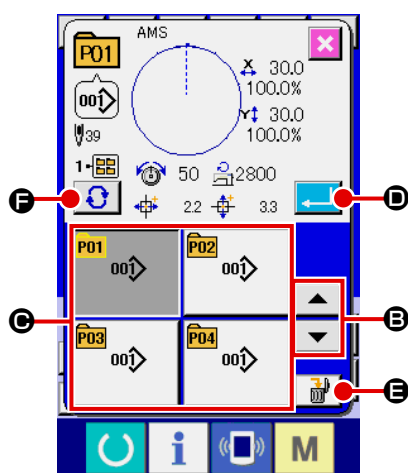 AMS
P01
X 30.0
100.0%
001
Y 30.0
100.0%
39
1
50 2800
F
D
2.2 3.3
P01 P02
001 001
C
B
P03 P04
001 001
E
i M